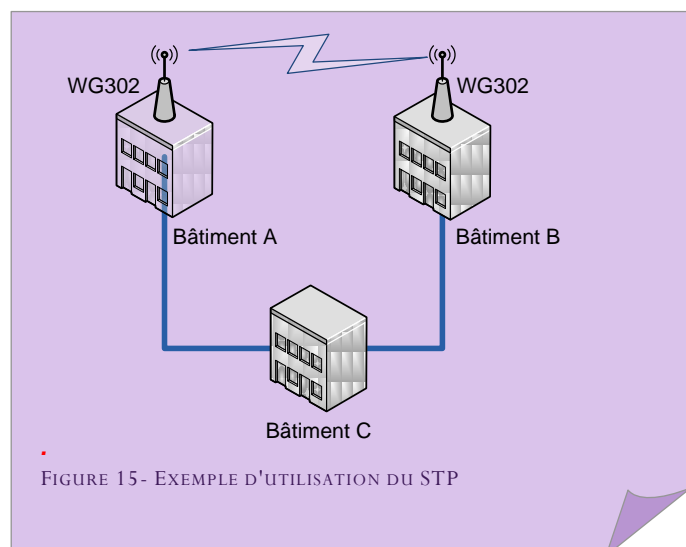 WG302
WG302
Bâtiment A
Bâtiment B
Bâtiment C
FIGURE 15- EXEMPLE D'UTILISATION DU STP